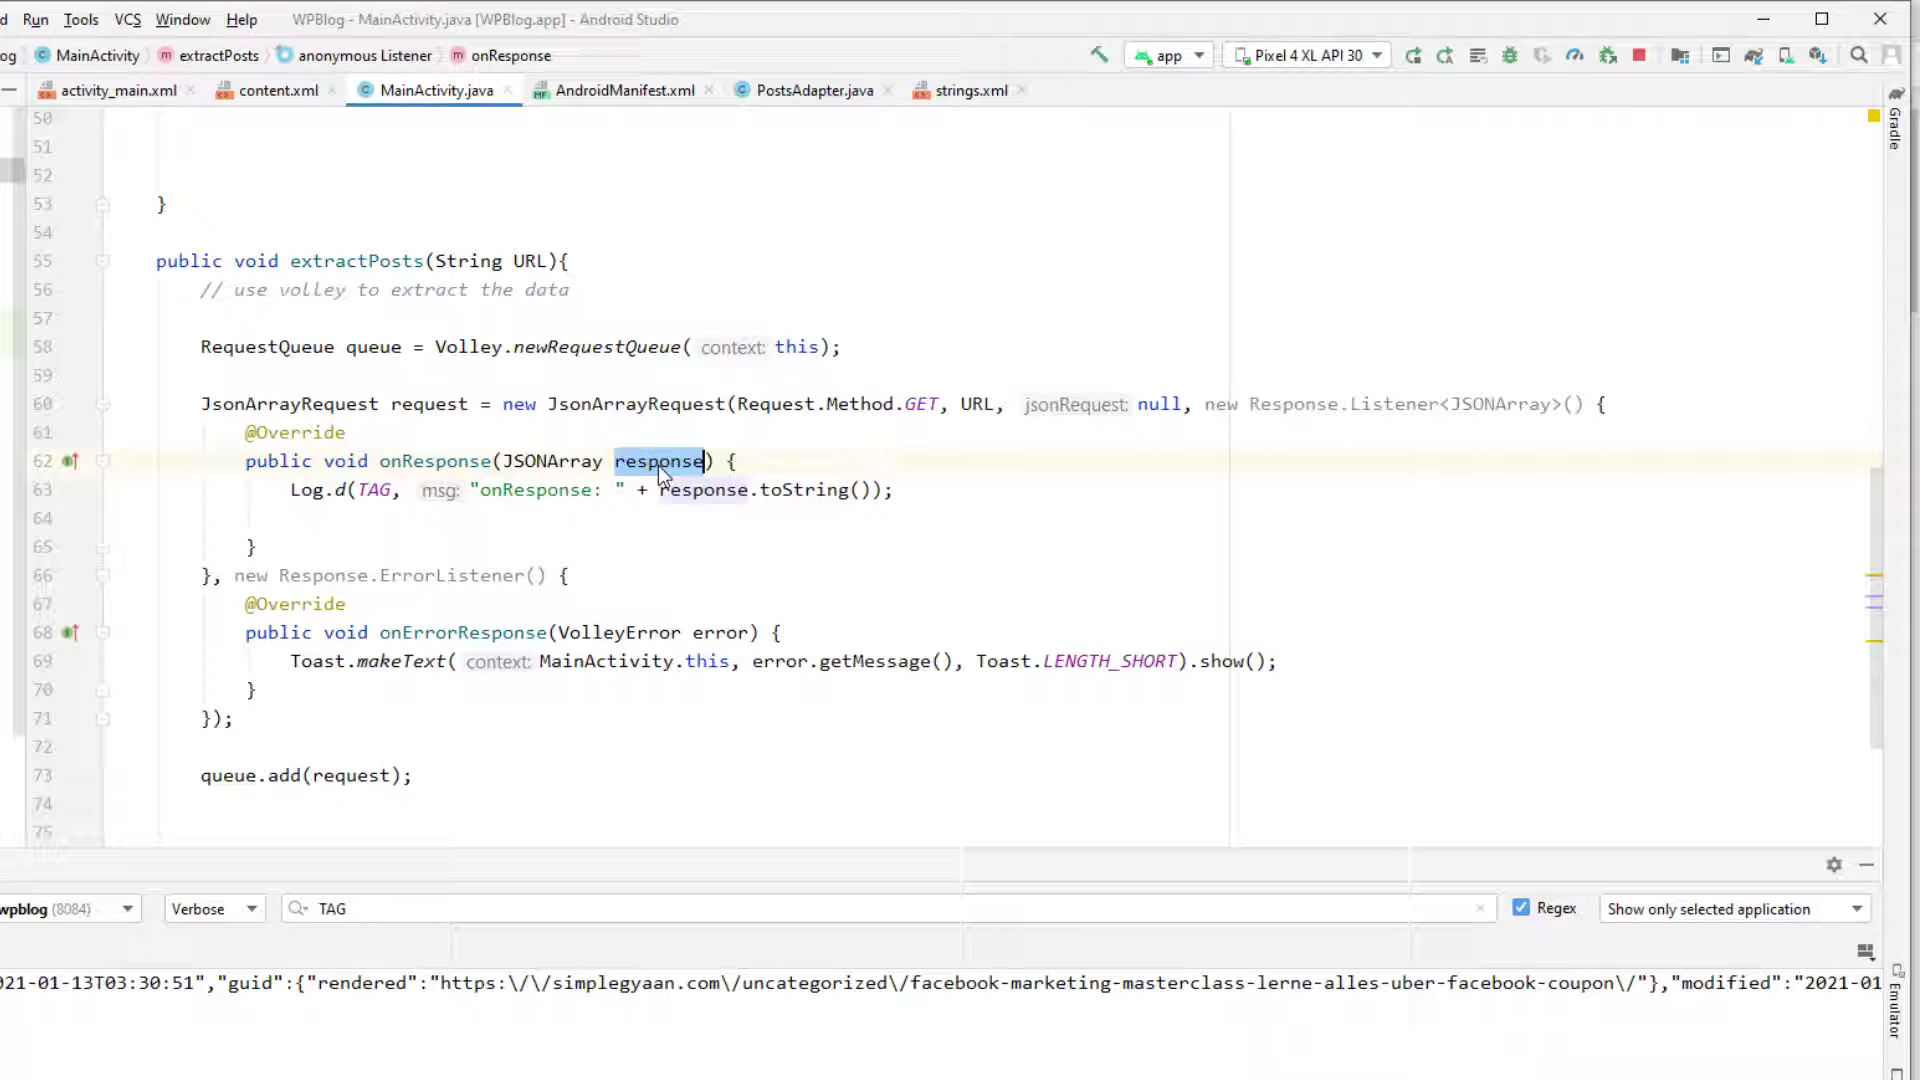 d Run Tools VCS Window Help WPBlog - MainActivity.java [WPBlog.app] - Android Studio
og MainActivity extractPosts anonymous Listener onResponse app Pixel 4 XL API 30
activity_main.xml content.xml MainActivity.java AndroidManifest.xml PostsAdapter.java strings.xml
Gradle
50
51
52
53 }
54
55 public void extractPosts(String URL){
56 // use volley to extract the data
57
58 RequestQueue queue = Volley.newRequestQueue( context: this);
59
60 JsonArrayRequest request = new JsonArrayRequest(Request.Method.GET, URL, jsonRequest: null, new Response.Listener<JSONArray>() {
61 @Override
62 public void onResponse(JSONArray response) {
63 Log.d(TAG, msg: "onResponse: " + response.toString());
64
65 }
66 }, new Response.ErrorListener() {
67 @Override
68 public void onErrorResponse(VolleyError error) {
69 Toast.makeText( context: MainActivity.this, error.getMessage(), Toast.LENGTH_SHORT).show();
70 }
71 });
72
73 queue.add(request);
74
75
wpblog (8084) Verbose TAG Regex Show only selected application
21-01-13T03:30:51","guid":{"rendered":"https:\/\/simplegyaan.com\/uncategorized\/facebook-marketing-masterclass-lerne-alles-uber-facebook-coupon\/"},"modified":"2021-01
Emulator